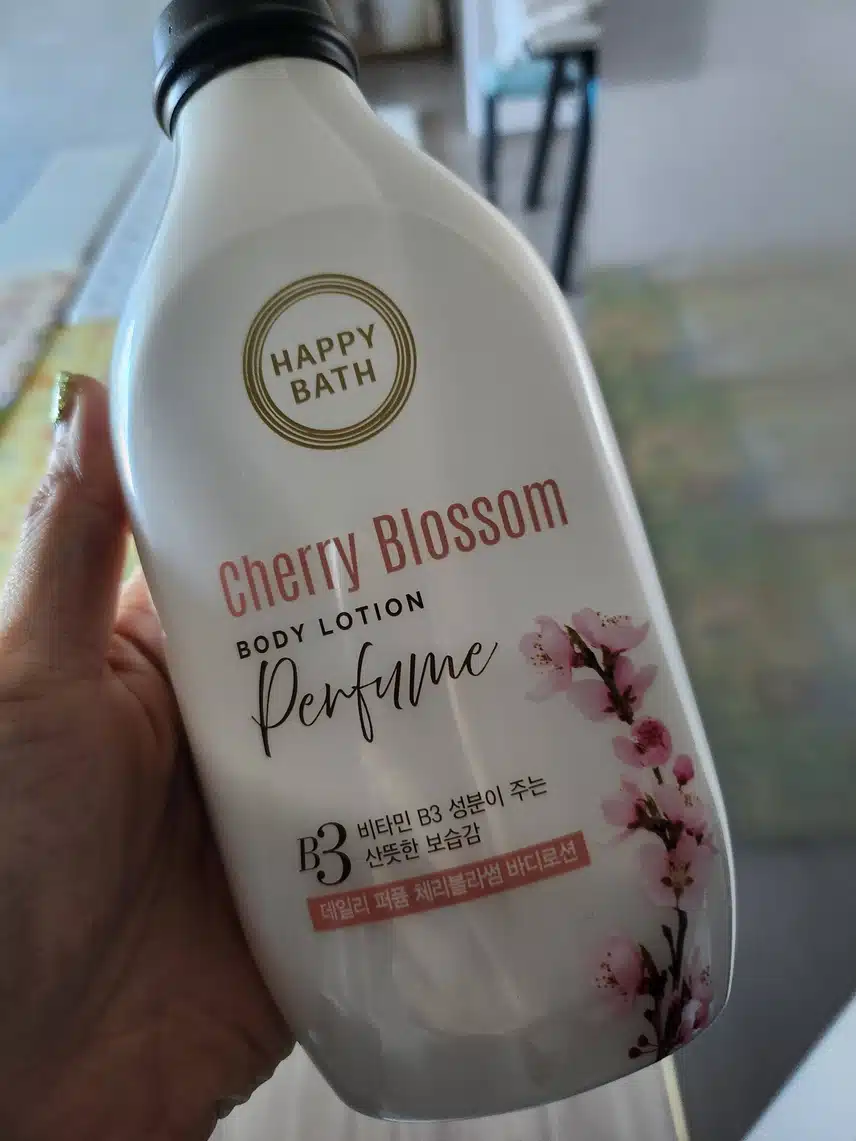 HAPPY
BATH
Cherry Blossom
BODY LOTION
Perfume
B3
비타민 B3 성분이 주는
산뜻한 보습감
데일리 퍼퓸 체리블라썸 바디로션